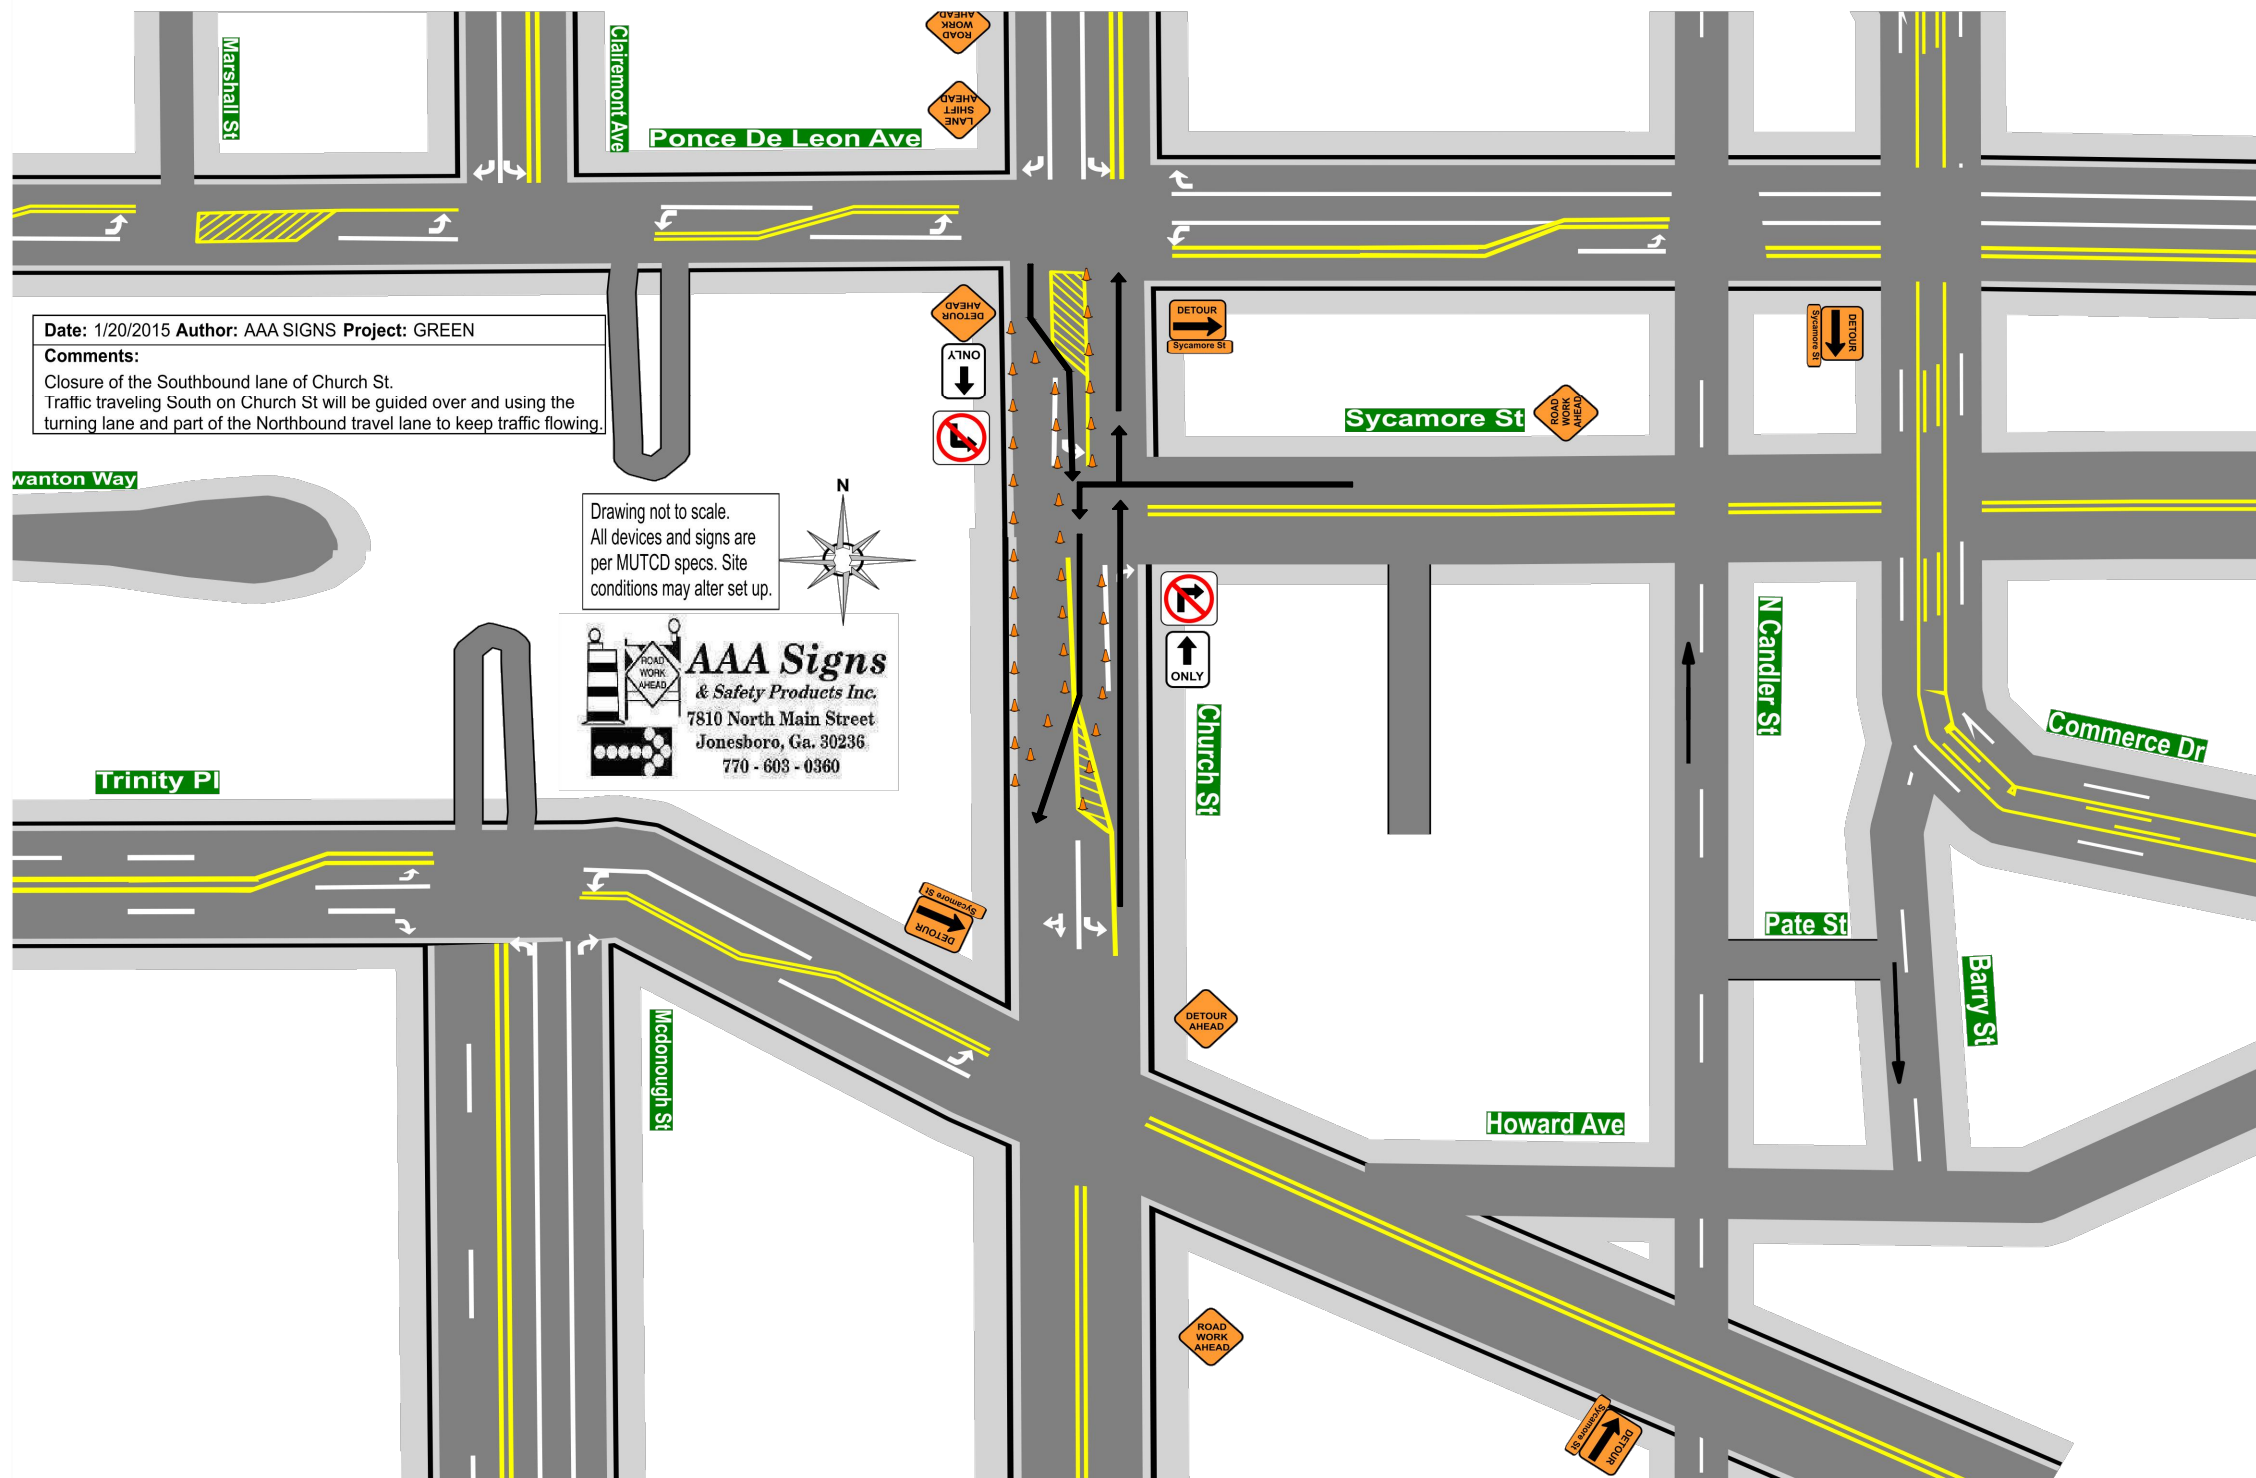 ROAD
WORK
AHEAD
LANE
SHIFT
AHEAD
Marshall St
Clairemont Ave
Ponce De Leon Ave
Date: 1/20/2015 Author: AAA SIGNS Project: GREEN
Comments:
Closure of the Southbound lane of Church St.
Traffic traveling South on Church St will be guided over and using the
turning lane and part of the Northbound travel lane to keep traffic flowing.
DETOUR
AHEAD
ONLY
DETOUR
Sycamore St
DETOUR
Sycamore St
Sycamore St
ROAD
WORK
AHEAD
wanton Way
N
Drawing not to scale.
All devices and signs are
per MUTCD specs. Site
conditions may alter set up.
ROAD
WORK
AHEAD
AAA Signs
& Safety Products Inc.
7810 North Main Street
Jonesboro, Ga. 30236
770 - 603 - 0360
ONLY
Church St
N Candler St
Commerce Dr
Trinity Pl
DETOUR
Sycamore St
Pate St
Barry St
DETOUR
AHEAD
Mcdonough St
Howard Ave
ROAD
WORK
AHEAD
DETOUR
Sycamore St